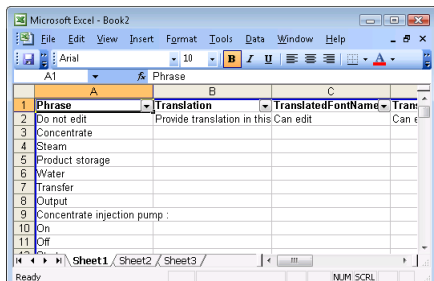 Microsoft Excel - Book2
File Edit View Insert Format Tools Data Window Help
Arial 10 B I U A
A1 fx Phrase
A B C
1 Phrase Translation TranslatedFontName
2 Do not edit Provide translation in this Can edit Can
3 Concentrate
4 Steam
5 Product storage
6 Water
7 Transfer
8 Output
9 Concentrate injection pump :
10 On
11 Off
Sheet1 Sheet2 Sheet3
Ready NUM SCRL